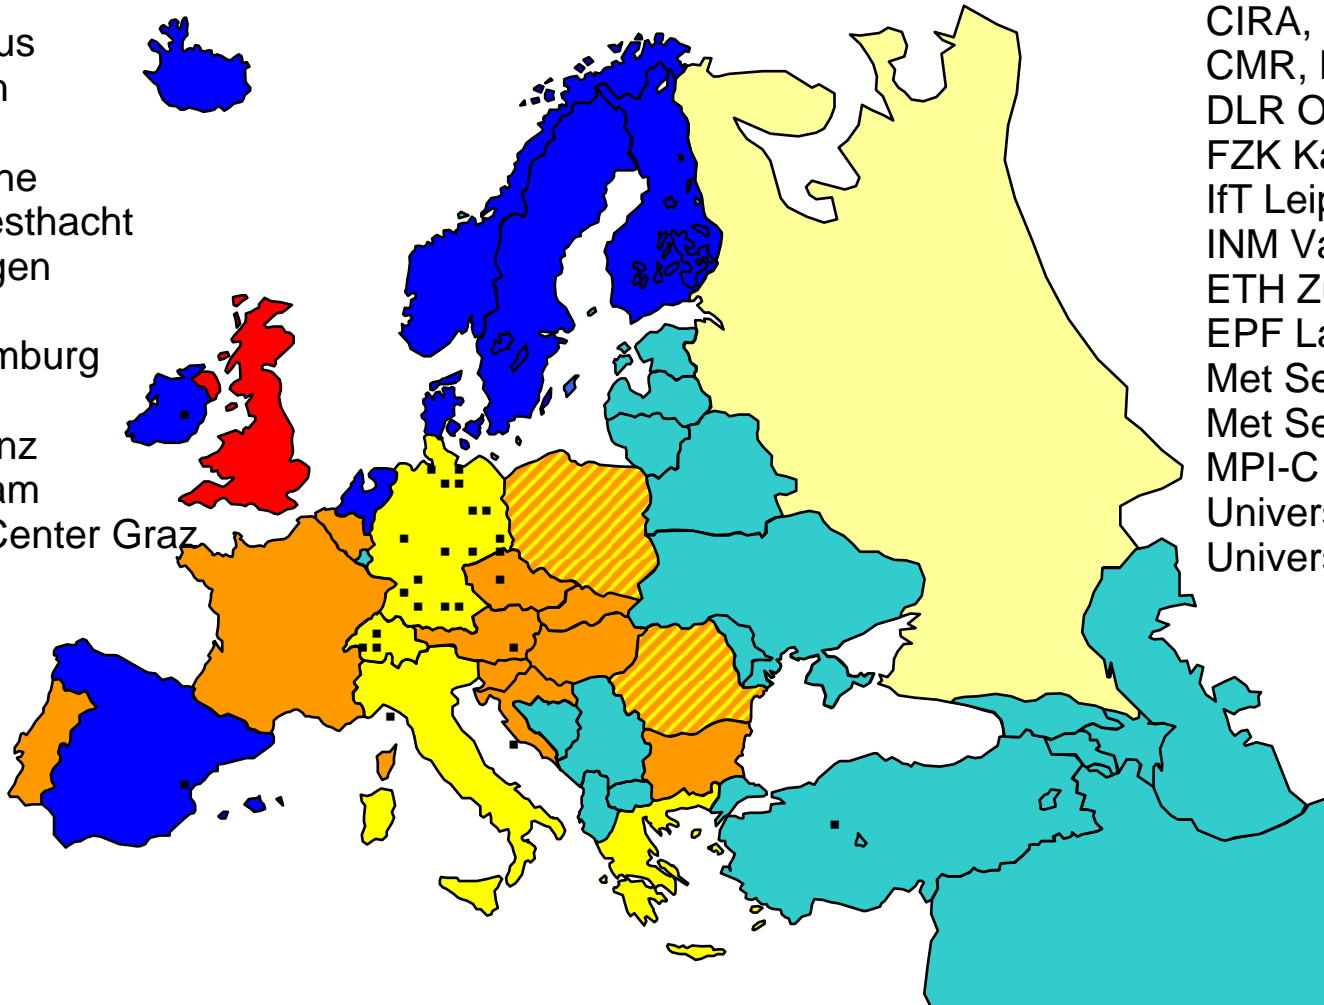 us
n
ne
esthacht
gen
mburg
nz
am
Center Graz
CIRA,
CMR,
DLR O
FZK Ka
IfT Leip
INM Va
ETH Zu
EPF La
Met Se
Met Se
MPI-C
Univers
Univers